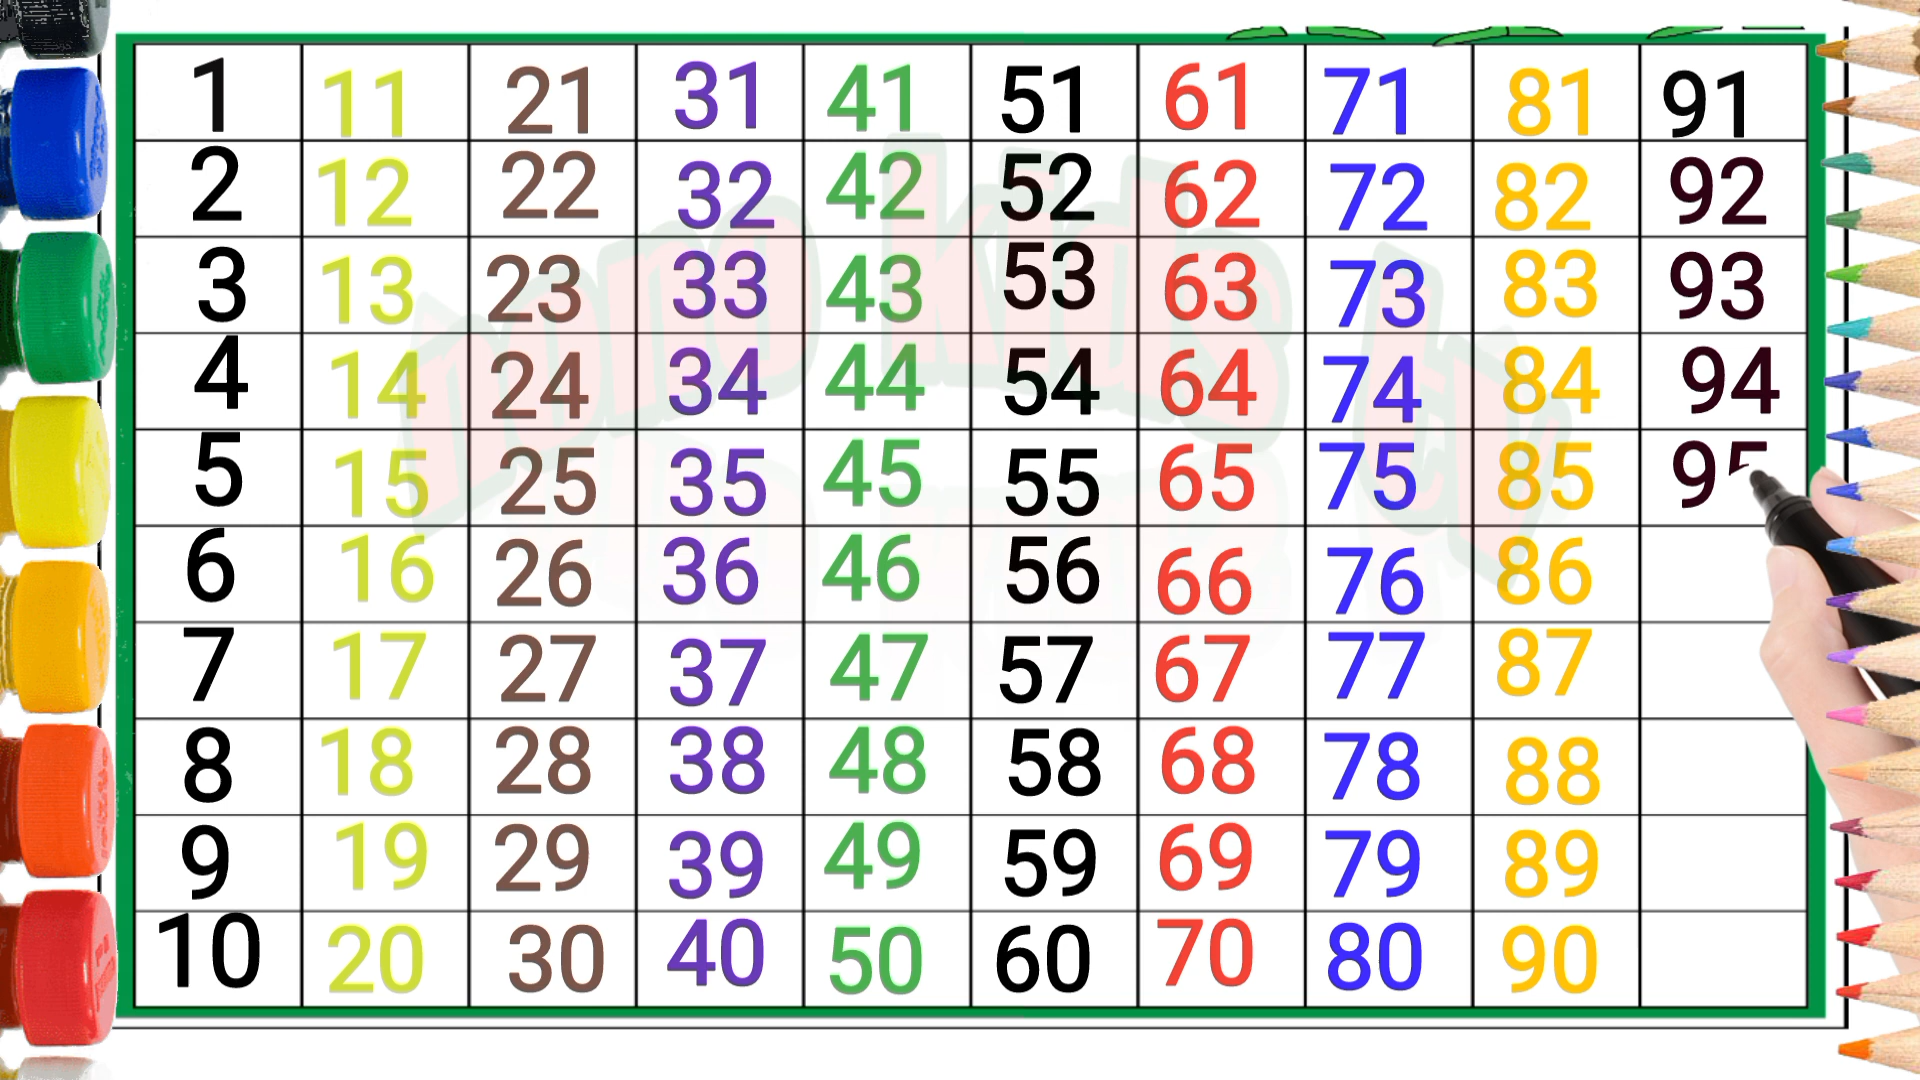 1 11 21 31 41 51 61 71 81 91
2 12 22 32 42 52 62 72 82 92
3 13 23 33 43 53 63 73 83 93
4 14 24 34 44 54 64 74 84 94
5 15 25 35 45 55 65 75 85 95
6 16 26 36 46 56 66 76 86
7 17 27 37 47 57 67 77 87
8 18 28 38 48 58 68 78 88
9 19 29 39 49 59 69 79 89
10 20 30 40 50 60 70 80 90
nono kids tv